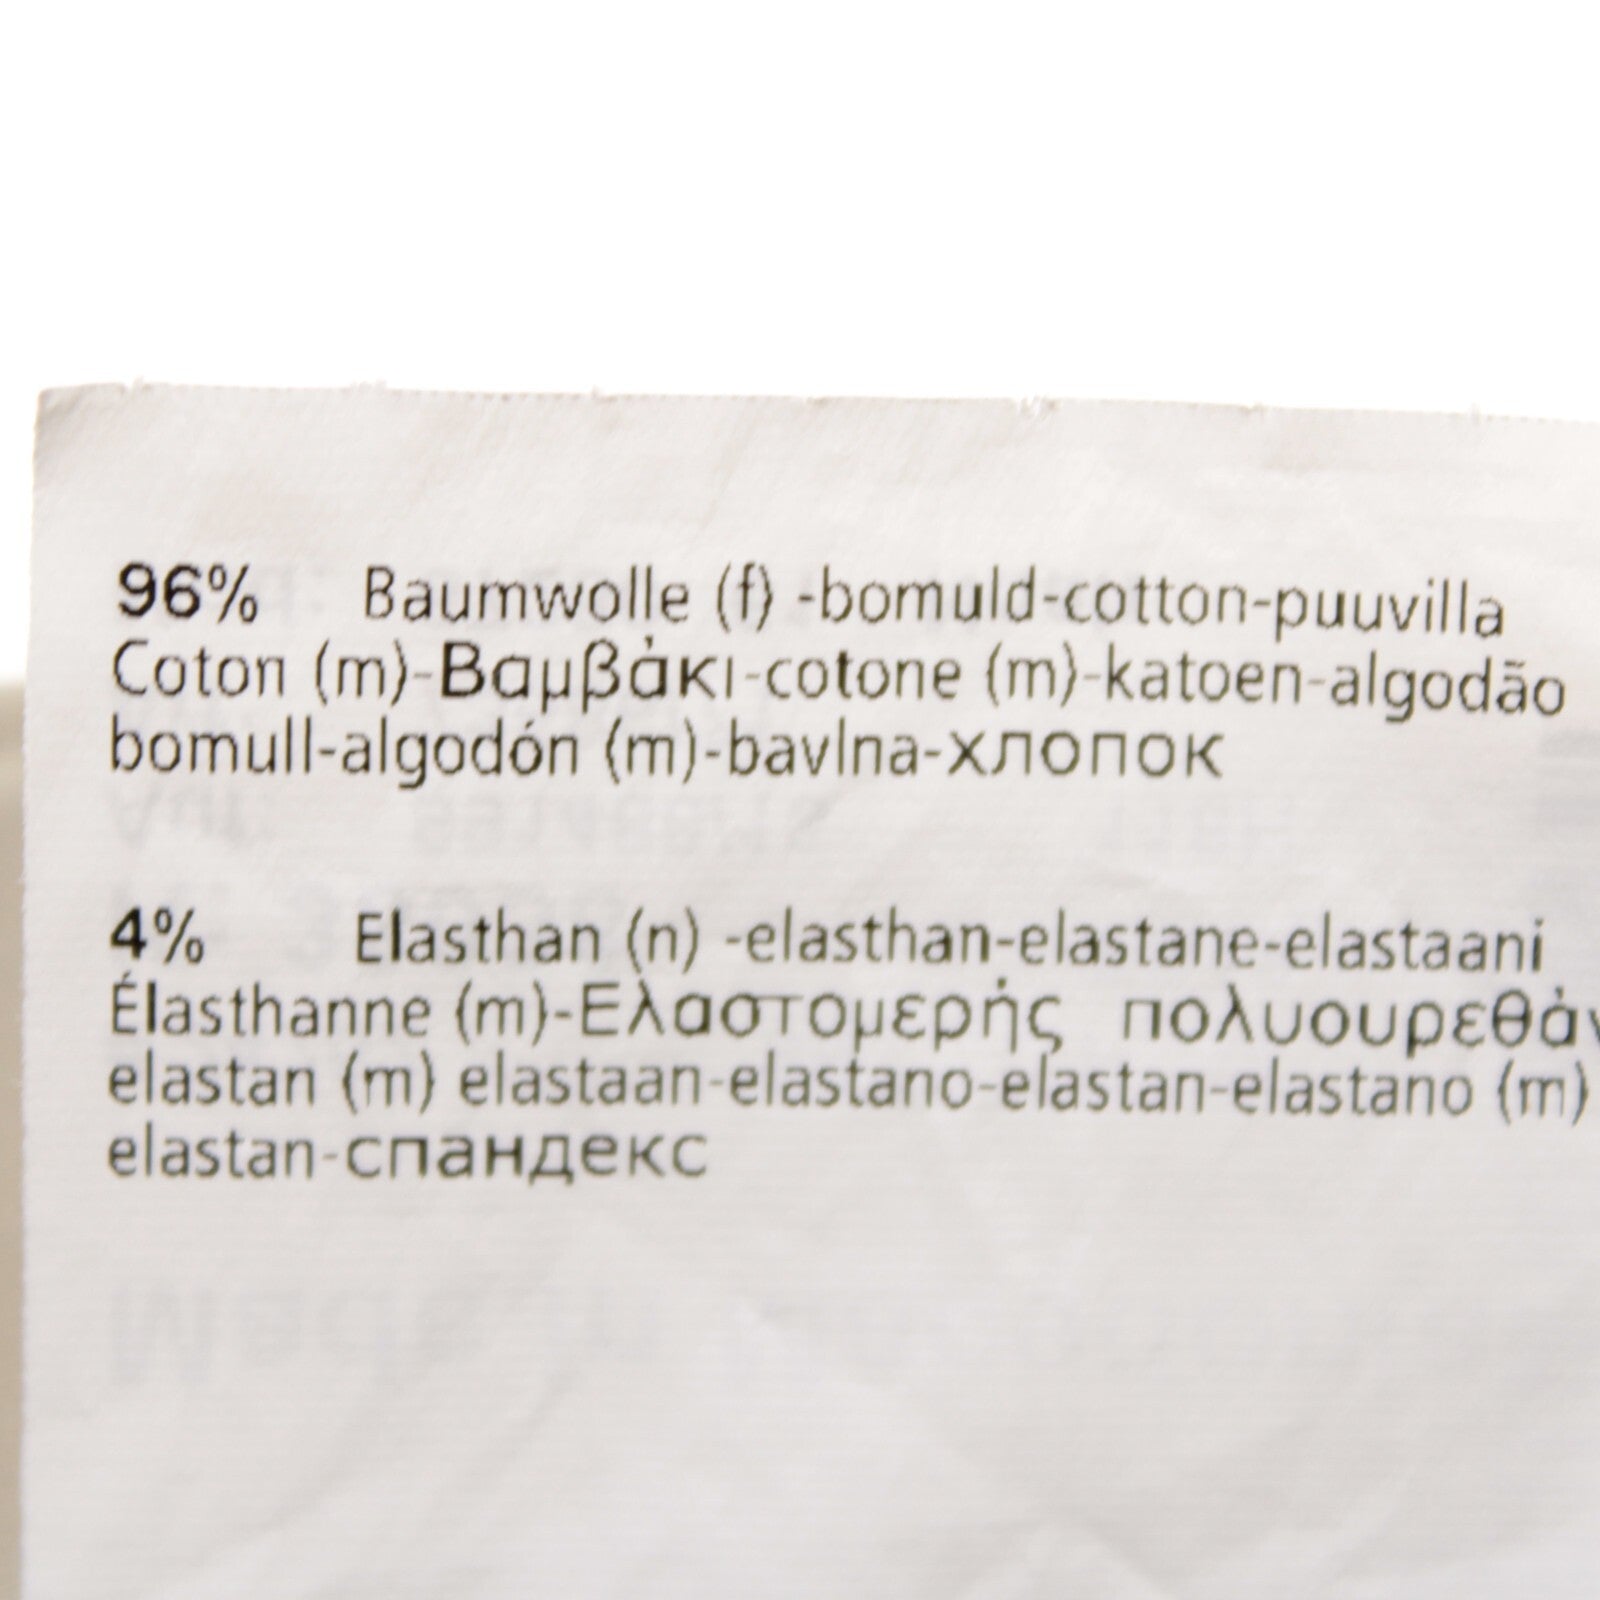 96% Baumwolle (f) -bomuld-cotton-puuvilla
Coton (m)-Βαμβάκι-cotone (m)-katoen-algodão
bomull-algodón (m)-bavlna-хлопок
4% Elasthan (n) -elasthan-elastane-elastaani
Élasthanne (m)-Ελαστομερής πολυουρεθάν
elastan (m) elastaan-elastano-elastan-elastano (m)
elastan-спандекс